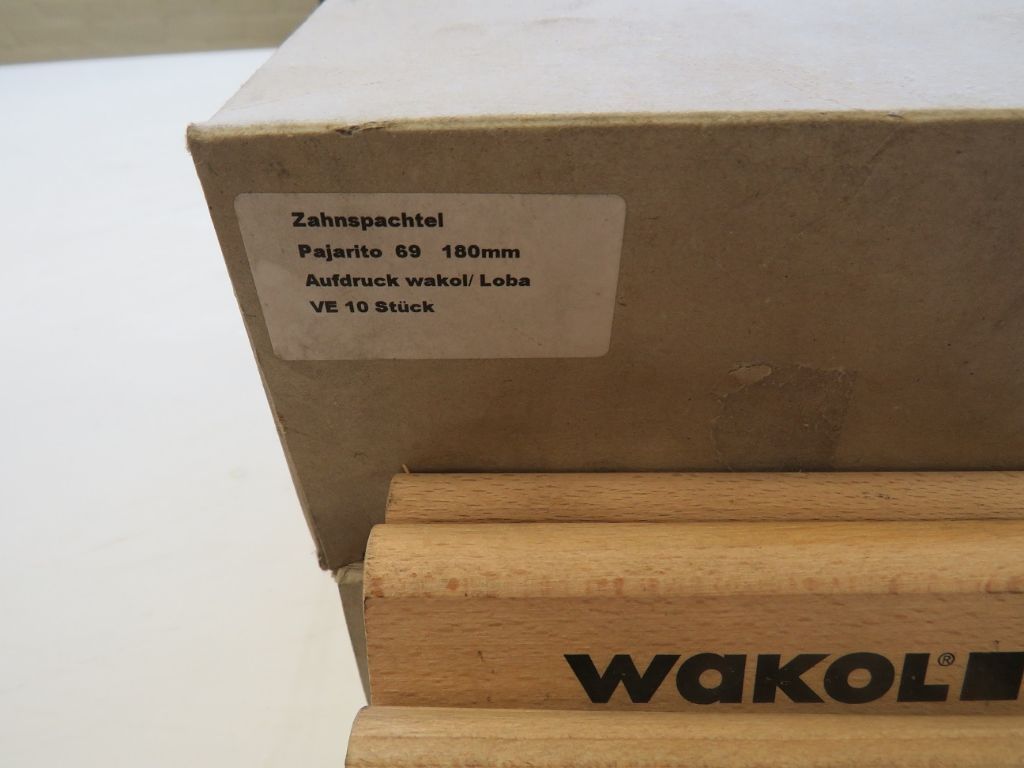 Zahnspachtel
Pajarito 69 180mm
Aufdruck wakol/ Loba
VE 10 Stück
WAKOL®